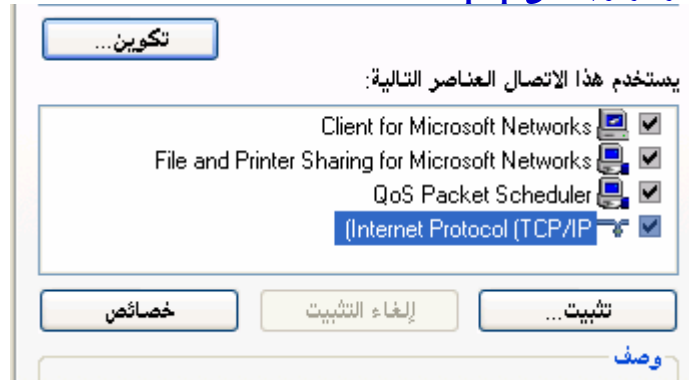 تكوين...
يستخدم هذا الاتصال العناصر التالية:
Client for Microsoft Networks
File and Printer Sharing for Microsoft Networks
QoS Packet Scheduler
(Internet Protocol (TCP/IP
تثبيت... إلغاء التثبيت خصائص
وصف